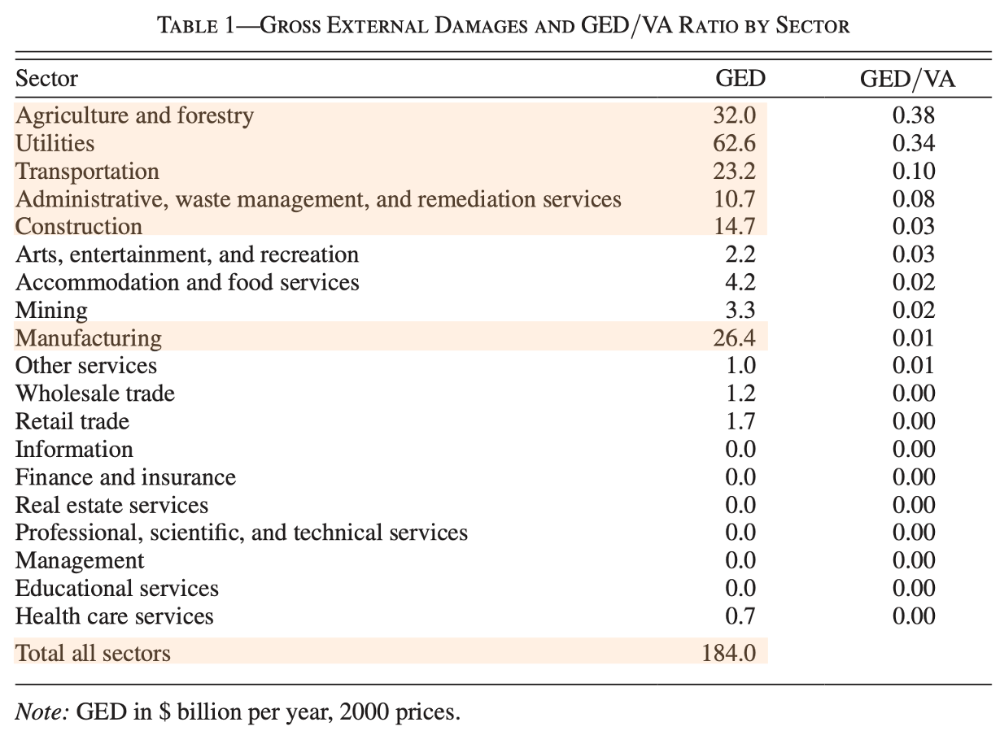 TABLE 1—GROSS EXTERNAL DAMAGES AND GED/VA RATIO BY SECTOR
Sector GED GED/VA
Agriculture and forestry 32.0 0.38
Utilities 62.6 0.34
Transportation 23.2 0.10
Administrative, waste management, and remediation services 10.7 0.08
Construction 14.7 0.03
Arts, entertainment, and recreation 2.2 0.03
Accommodation and food services 4.2 0.02
Mining 3.3 0.02
Manufacturing 26.4 0.01
Other services 1.0 0.01
Wholesale trade 1.2 0.00
Retail trade 1.7 0.00
Information 0.0 0.00
Finance and insurance 0.0 0.00
Real estate services 0.0 0.00
Professional, scientific, and technical services 0.0 0.00
Management 0.0 0.00
Educational services 0.0 0.00
Health care services 0.7 0.00
Total all sectors 184.0
Note: GED in $ billion per year, 2000 prices.